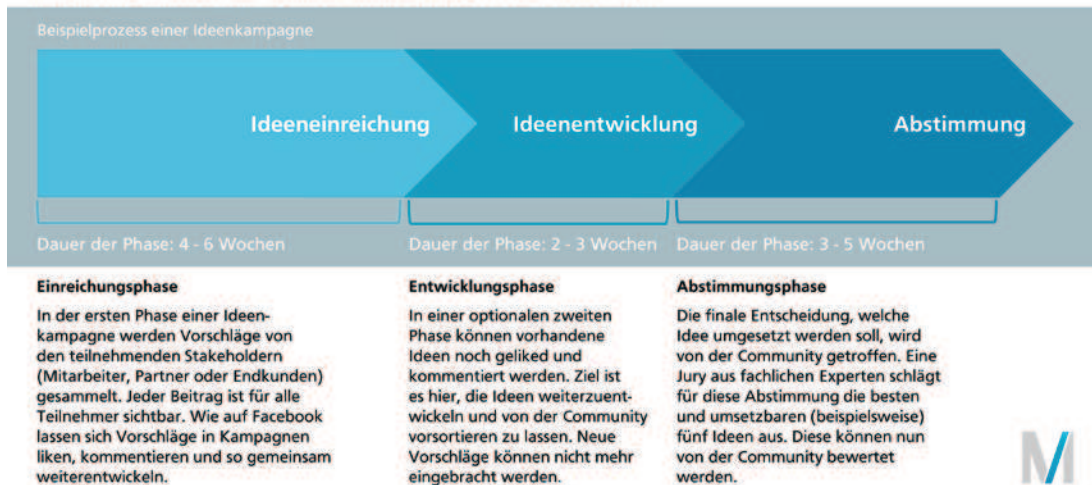 Beispielprozess einer Ideenkampagne
Ideeneinreichung
Ideenentwicklung
Abstimmung
Dauer der Phase: 4 - 6 Wochen
Dauer der Phase: 2 - 3 Wochen
Dauer der Phase: 3 - 5 Wochen
Einreichungsphase
In der ersten Phase einer Ideen-
kampagne werden Vorschläge von
den teilnehmenden Stakeholdern
(Mitarbeiter, Partner oder Endkunden)
gesammelt. Jeder Beitrag ist für alle
Teilnehmer sichtbar. Wie auf Facebook
lassen sich Vorschläge in Kampagnen
liken, kommentieren und so gemeinsam
weiterentwickeln.
Entwicklungsphase
In einer optionalen zweiten
Phase können vorhandene
Ideen noch geliked und
kommentiert werden. Ziel ist
es hier, die Ideen weiterzuent-
wickeln und von der Community
vorsortieren zu lassen. Neue
Vorschläge können nicht mehr
eingebracht werden.
Abstimmungsphase
Die finale Entscheidung, welche
Idee umgesetzt werden soll, wird
von der Community getroffen. Eine
Jury aus fachlichen Experten schlägt
für diese Abstimmung die besten
und umsetzbaren (beispielsweise)
fünf Ideen aus. Diese können nun
von der Community bewertet
werden.
M